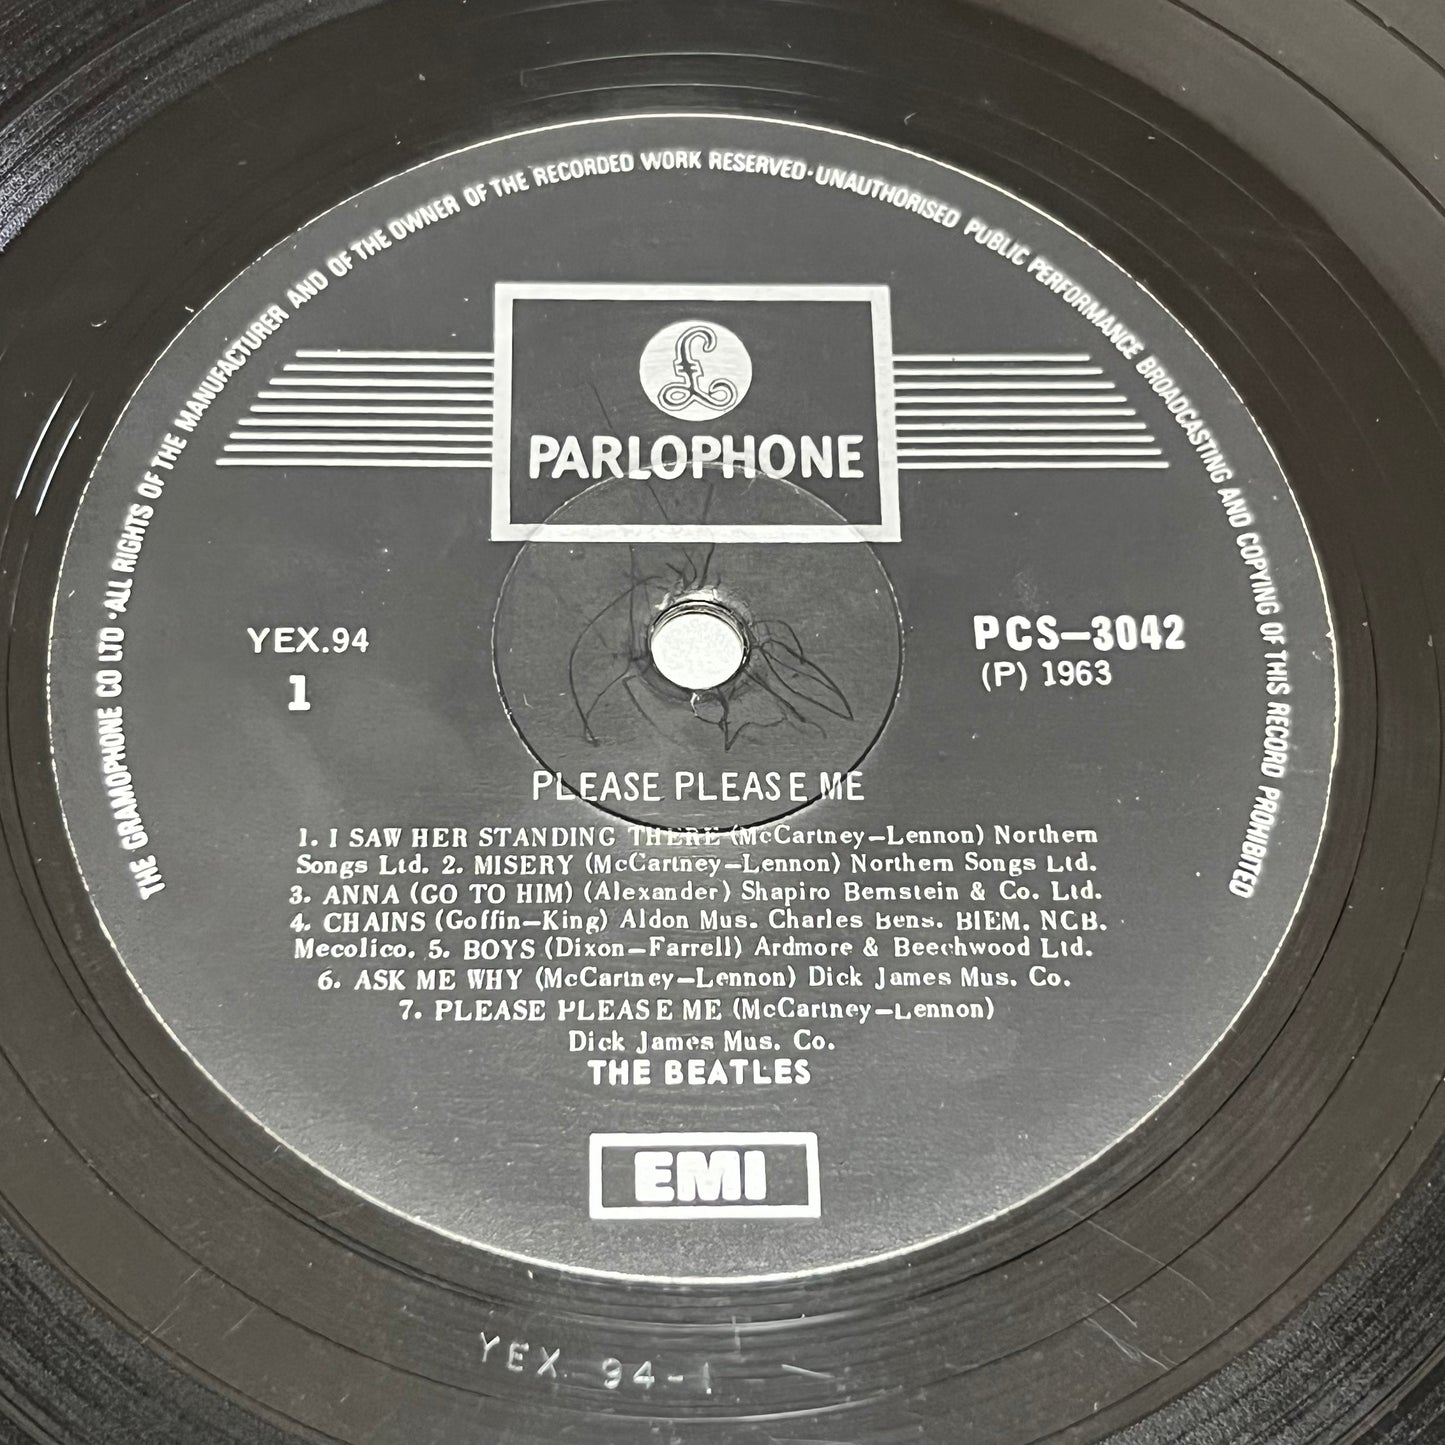 THE GRAMOPHONE CO LTD · ALL RIGHTS OF THE MANUFACTURER AND OF THE OWNER OF THE RECORDED WORK RESERVED · UNAUTHORISED PUBLIC PERFORMANCE BROADCASTING AND COPYING OF THIS RECORD PROHIBITED
£
PARLOPHONE
YEX.94
1
PCS—3042
(P) 1963
PLEASE PLEASE ME
1. I SAW HER STANDING THERE (McCartney—Lennon) Northern
Songs Ltd. 2. MISERY (McCartney—Lennon) Northern Songs Ltd.
3. ANNA (GO TO HIM) (Alexander) Shapiro Bernstein & Co. Ltd.
4. CHAINS (Goffin—King) Aldon Mus. Charles Bens. BIEM. NCB.
Mecolico. 5. BOYS (Dixon—Farrell) Ardmore & Beechwood Ltd.
6. ASK ME WHY (McCartney—Lennon) Dick James Mus. Co.
7. PLEASE PLEASE ME (McCartney—Lennon)
Dick James Mus. Co.
THE BEATLES
EMI
YEX 94-1